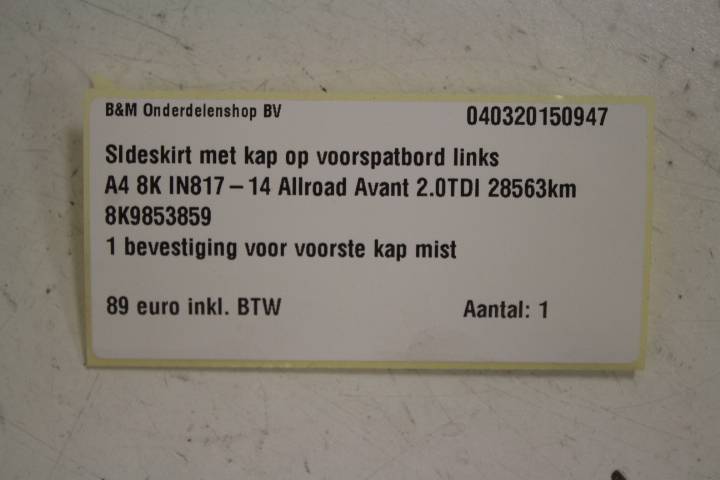 B&M Onderdelenshop BV
040320150947
SIdeskirt met kap op voorspatbord links
A4 8K IN817 – 14 Allroad Avant 2.0TDI 28563km
8K9853859
1 bevestiging voor voorste kap mist
89 euro inkl. BTW
Aantal: 1